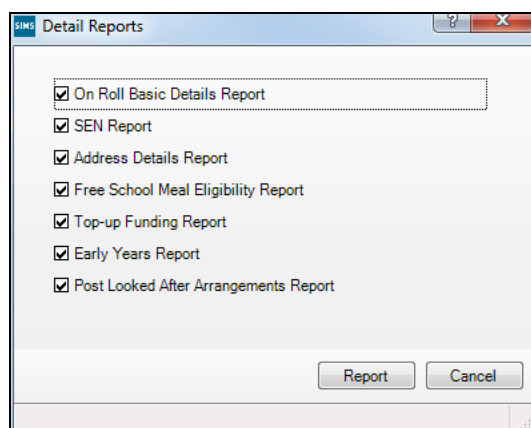 SIMS Detail Reports
On Roll Basic Details Report
SEN Report
Address Details Report
Free School Meal Eligibility Report
Top-up Funding Report
Early Years Report
Post Looked After Arrangements Report
Report Cancel